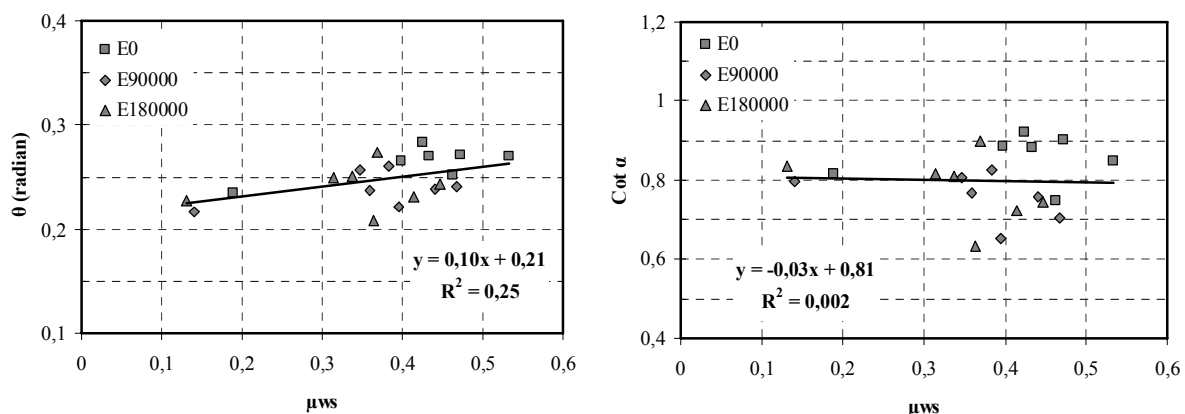 0,4
E0
E90000
0,3
E180000
0,2
θ (radian)
y = 0,10x + 0,21
R² = 0,25
0,1
0 0,1 0,2 0,3 0,4 0,5 0,6
µws
1,2
E0
E90000
1
E180000
0,8
Cot α
0,6
y = -0,03x + 0,81
R² = 0,002
0,4
0 0,1 0,2 0,3 0,4 0,5 0,6
µws